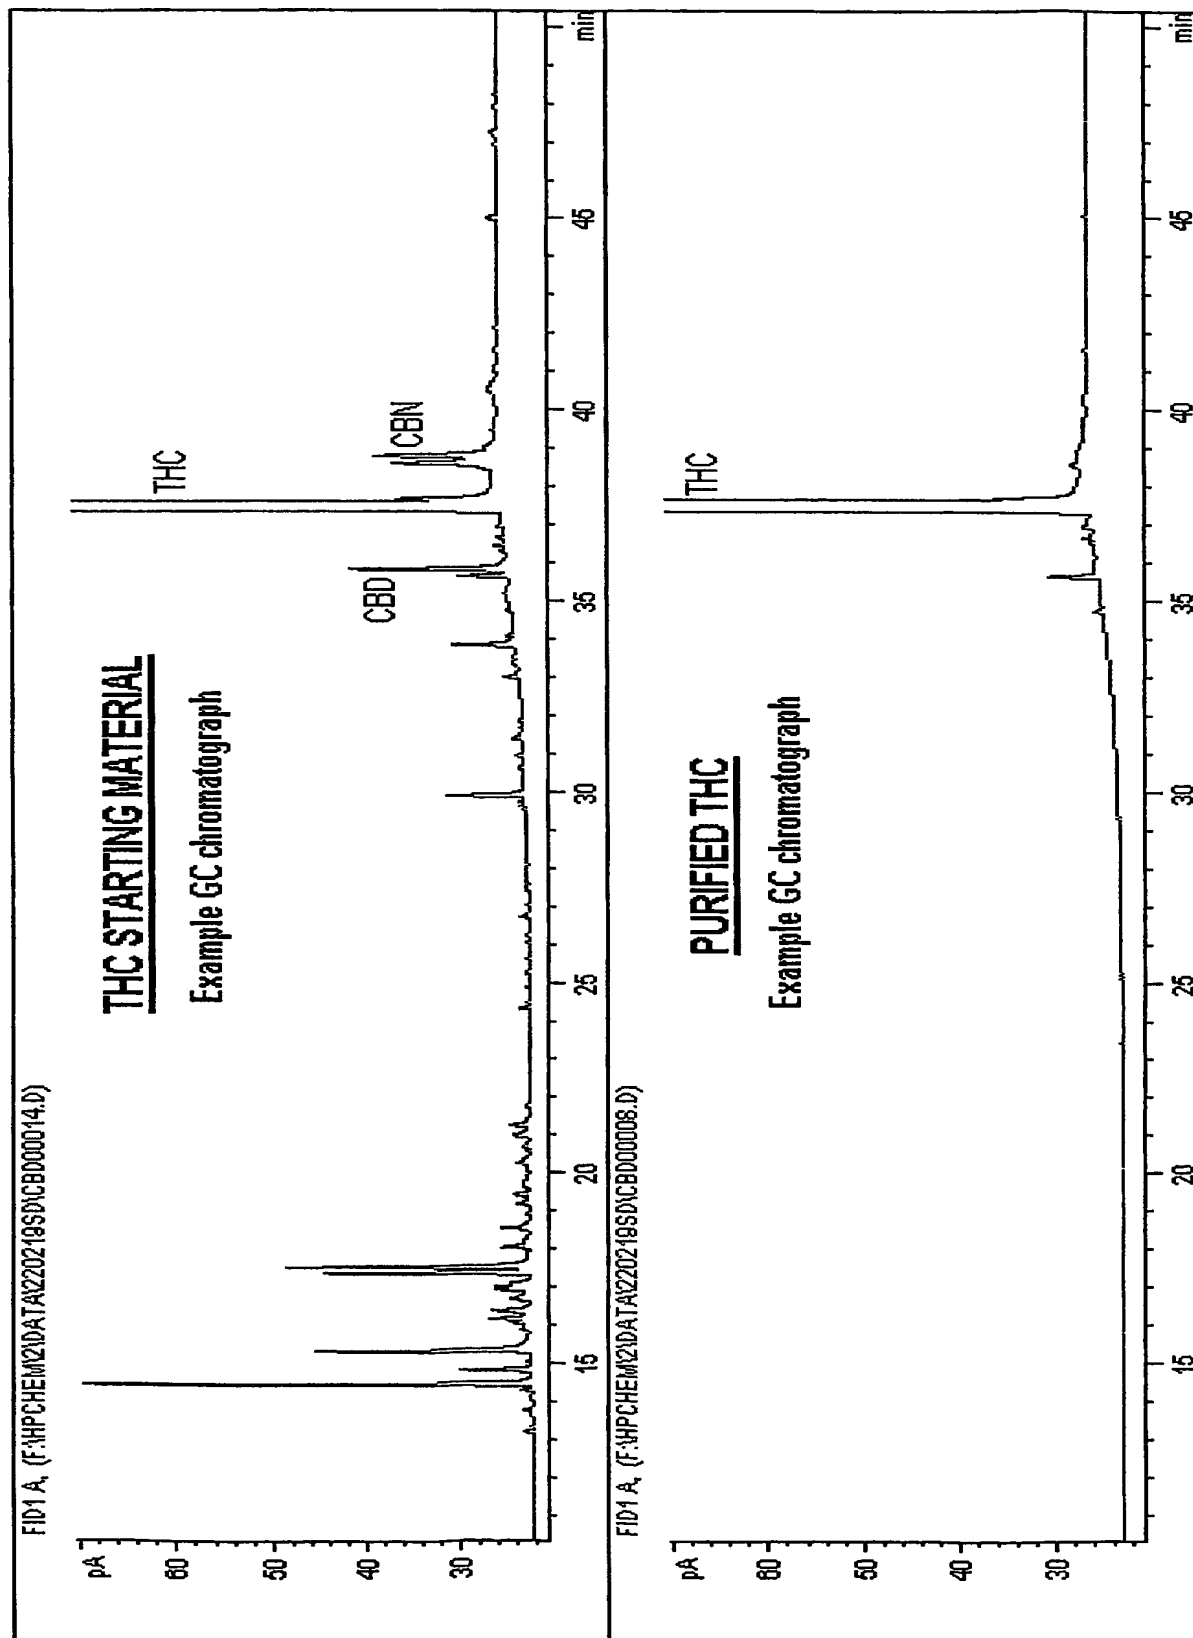 FID1 A, (F:\HPCHEM\2\DATA\220219SD\CBD00014.D)
pA
THC STARTING MATERIAL
Example GC chromatograph
THC
CBD
CBN
60
50
40
30
15
20
25
30
35
40
45
min
FID1 A, (F:\HPCHEM\2\DATA\220219SD\CBD00008.D)
pA
PURIFIED THC
Example GC chromatograph
THC
60
50
40
30
15
20
25
30
35
40
45
min